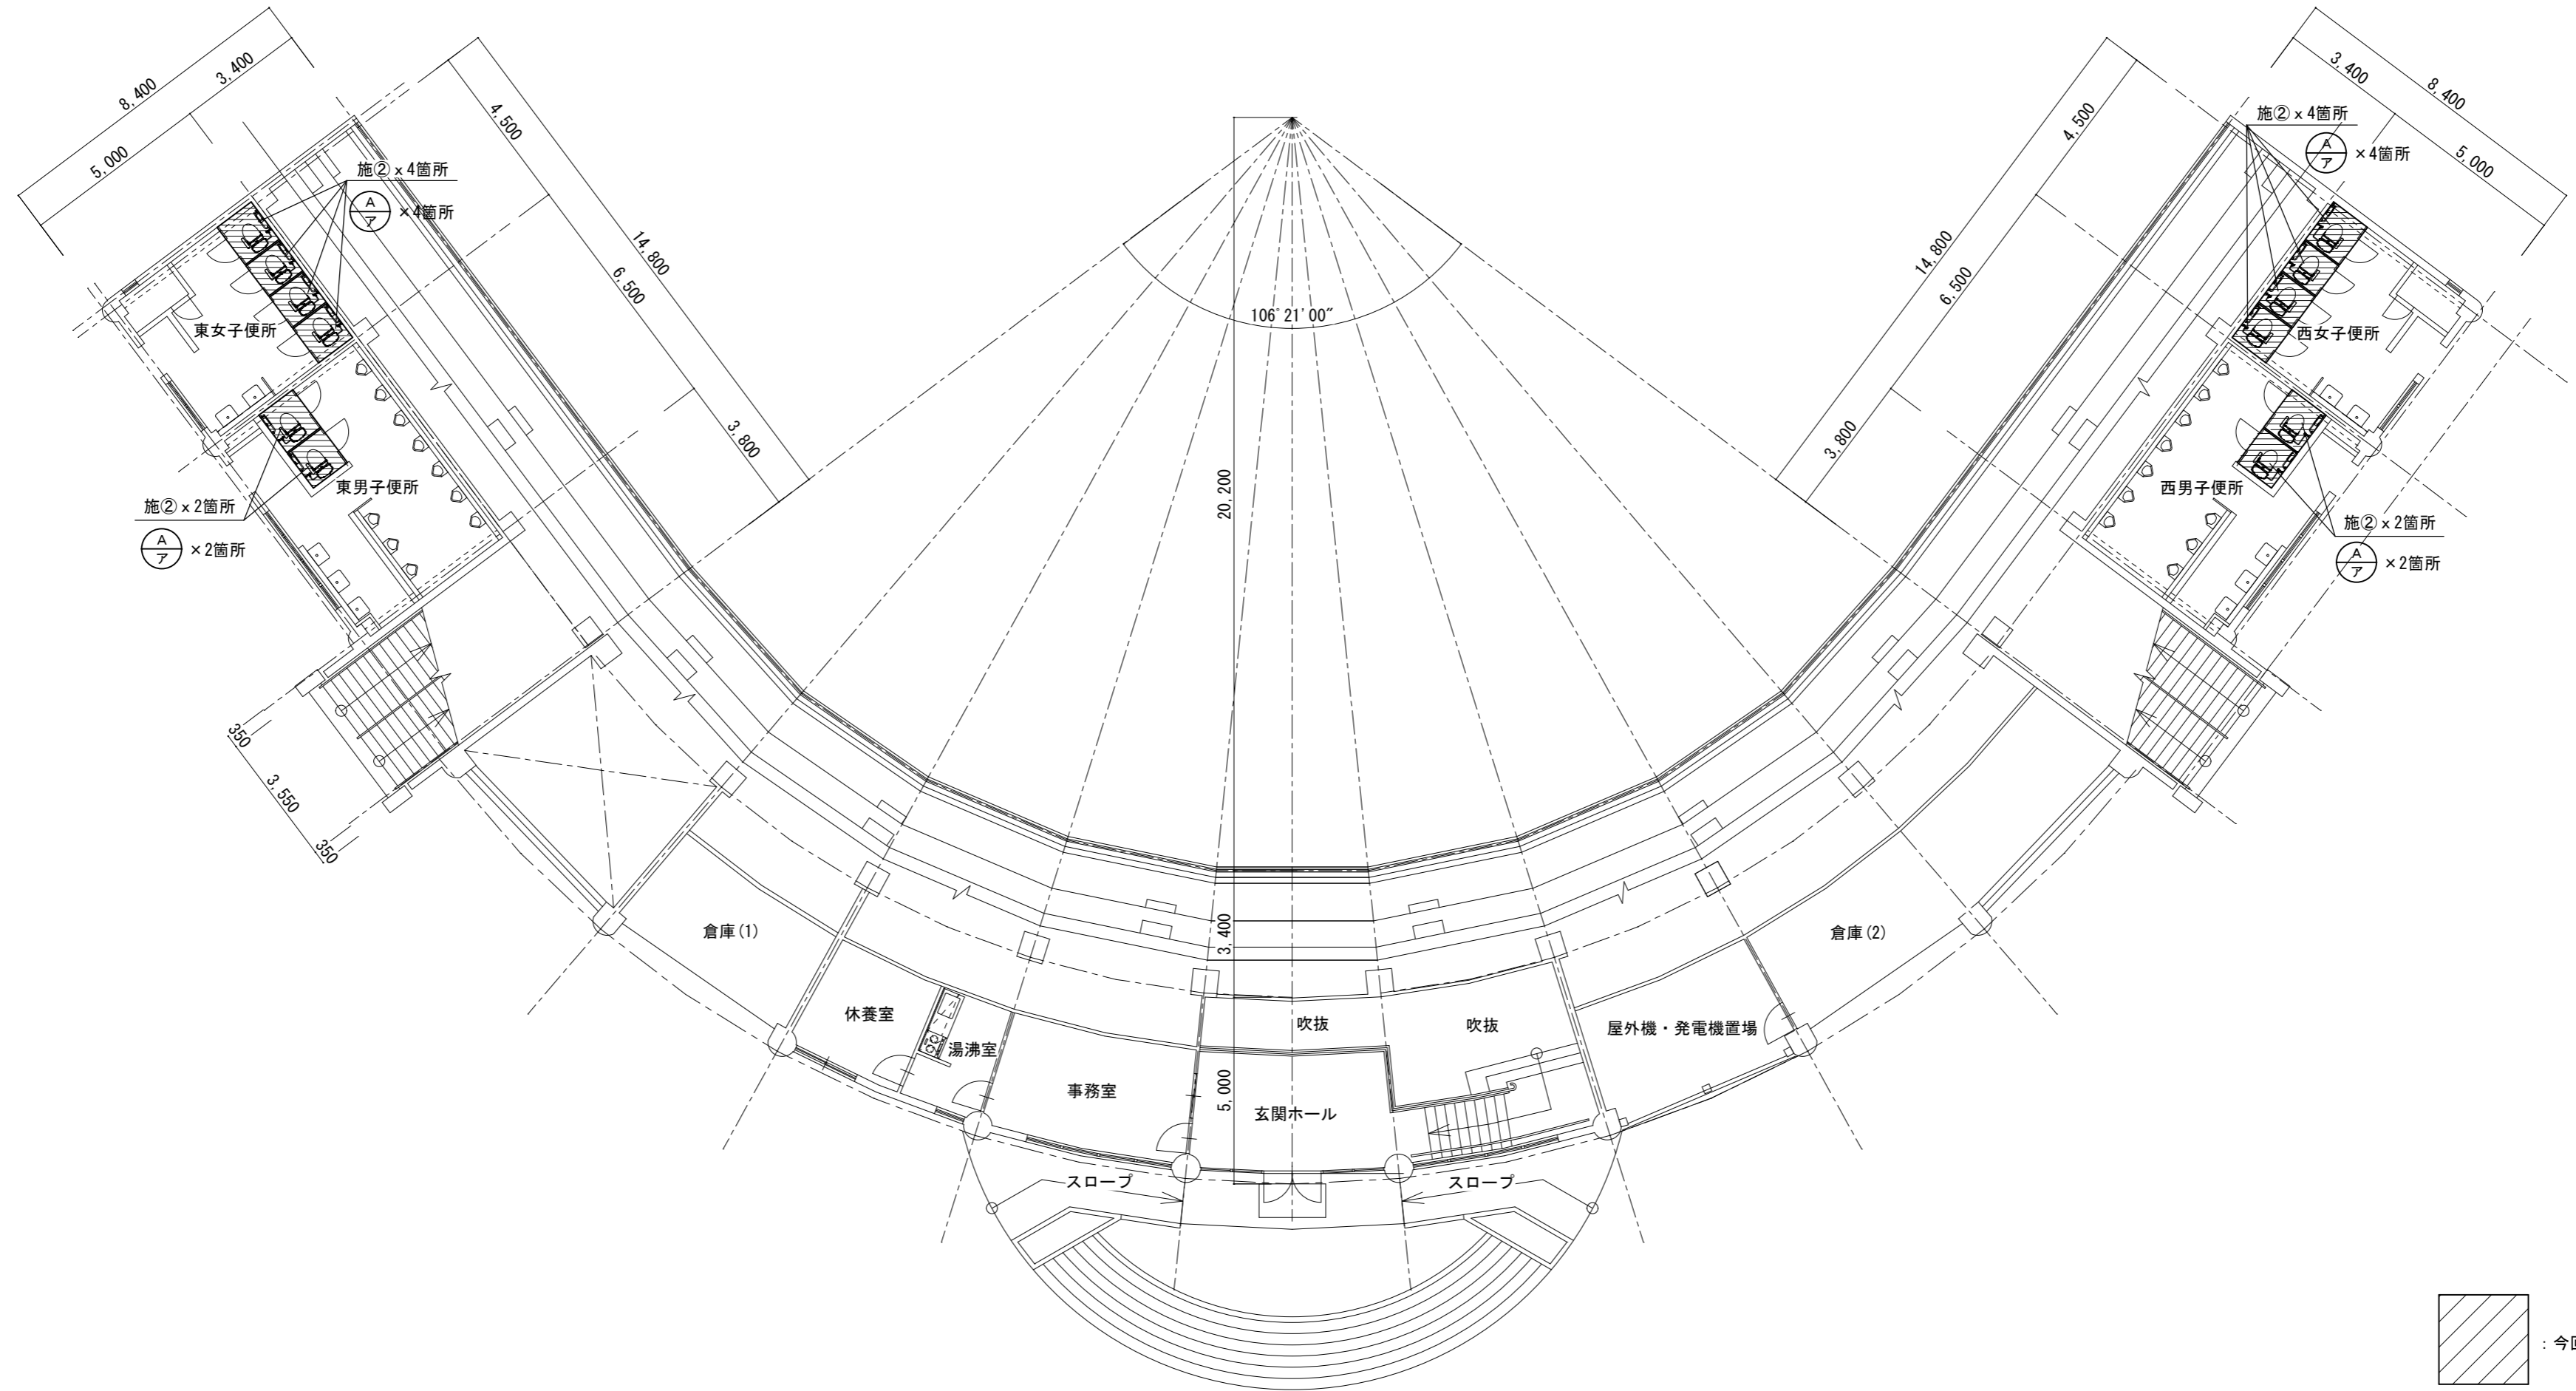 8,400
3,400
5,000
施② x 4箇所
A
ア
×4箇所
4,500
14,800
6,500
3,800
東女子便所
東男子便所
施② x 2箇所
A
ア
×2箇所
350
3,550
350
106°21'00"
20,200
3,400
5,000
3,400
8,400
5,000
施② x 4箇所
A
ア
×4箇所
4,500
14,800
6,500
3,800
西女子便所
西男子便所
施② x 2箇所
A
ア
×2箇所
倉庫(1)
倉庫(2)
休養室
湯沸室
事務室
吹抜
吹抜
屋外機・発電機置場
玄関ホール
スロープ
スロープ
：今回